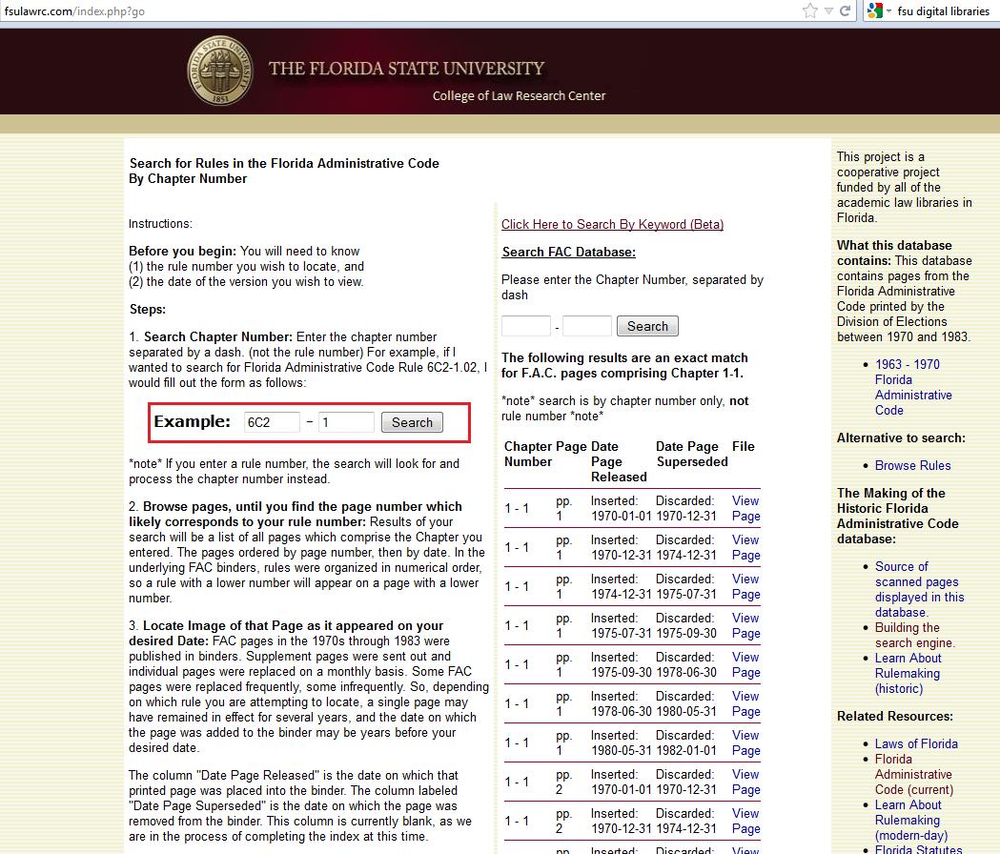 fsulawrc.com/index.php?go
fsu digital libraries
FLORIDA STATE UNIVERSITY
1851
THE FLORIDA STATE UNIVERSITY
College of Law Research Center
Search for Rules in the Florida Administrative Code
By Chapter Number
Instructions:
Before you begin: You will need to know
(1) the rule number you wish to locate, and
(2) the date of the version you wish to view.
Steps:
1. Search Chapter Number: Enter the chapter number
separated by a dash. (not the rule number) For example, if I
wanted to search for Florida Administrative Code Rule 6C2-1.02, I
would fill out the form as follows:
Example: 6C2 - 1 Search
*note* If you enter a rule number, the search will look for and
process the chapter number instead.
2. Browse pages, until you find the page number which
likely corresponds to your rule number: Results of your
search will be a list of all pages which comprise the Chapter you
entered. The pages ordered by page number, then by date. In the
underlying FAC binders, rules were organized in numerical order,
so a rule with a lower number will appear on a page with a lower
number.
3. Locate Image of that Page as it appeared on your
desired Date: FAC pages in the 1970s through 1983 were
published in binders. Supplement pages were sent out and
individual pages were replaced on a monthly basis. Some FAC
pages were replaced frequently, some infrequently. So, depending
on which rule you are attempting to locate, a single page may
have remained in effect for several years, and the date on which
the page was added to the binder may be years before your
desired date.
The column "Date Page Released" is the date on which that
printed page was placed into the binder. The column labeled
"Date Page Superseded" is the date on which the page was
removed from the binder. This column is currently blank, as we
are in the process of completing the index at this time.
Click Here to Search By Keyword (Beta)
Search FAC Database:
Please enter the Chapter Number, separated by
dash
- Search
The following results are an exact match
for F.A.C. pages comprising Chapter 1-1.
*note* search is by chapter number only, not
rule number *note*
Chapter Page Date Date Page File
Number Page Superseded
Released
1 - 1 pp. Inserted: Discarded: View
1 1970-01-01 1970-12-31 Page
1 - 1 pp. Inserted: Discarded: View
1 1970-12-31 1974-12-31 Page
1 - 1 pp. Inserted: Discarded: View
1 1974-12-31 1975-07-31 Page
1 - 1 pp. Inserted: Discarded: View
1 1975-07-31 1975-09-30 Page
1 - 1 pp. Inserted: Discarded: View
1 1975-09-30 1978-06-30 Page
1 - 1 pp. Inserted: Discarded: View
1 1978-06-30 1980-05-31 Page
1 - 1 pp. Inserted: Discarded: View
1 1980-05-31 1982-01-01 Page
1 - 1 pp. Inserted: Discarded: View
2 1970-01-01 1970-12-31 Page
1 - 1 pp. Inserted: Discarded: View
2 1970-12-31 1974-12-31 Page
pp. Inserted: Discarded: View
This project is a
cooperative project
funded by all of the
academic law libraries in
Florida.
What this database
contains: This database
contains pages from the
Florida Administrative
Code printed by the
Division of Elections
between 1970 and 1983.
1963 - 1970
Florida
Administrative
Code
Alternative to search:
Browse Rules
The Making of the
Historic Florida
Administrative Code
database:
Source of
scanned pages
displayed in this
database.
Building the
search engine.
Learn About
Rulemaking
(historic)
Related Resources:
Laws of Florida
Florida
Administrative
Code (current)
Learn About
Rulemaking
(modern-day)
Florida Statutes